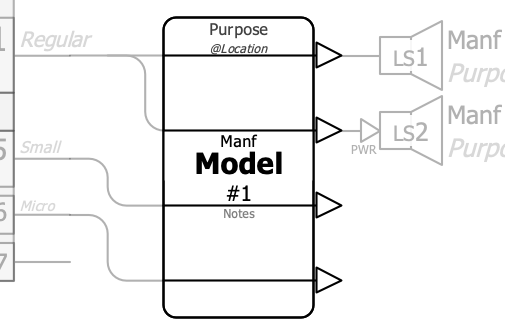 1 Regular
5 Small
6 Micro
7
Purpose
@Location
Manf
Model
#1
Notes
LS1
Manf
Purpo
PWR
LS2
Manf
Purpo